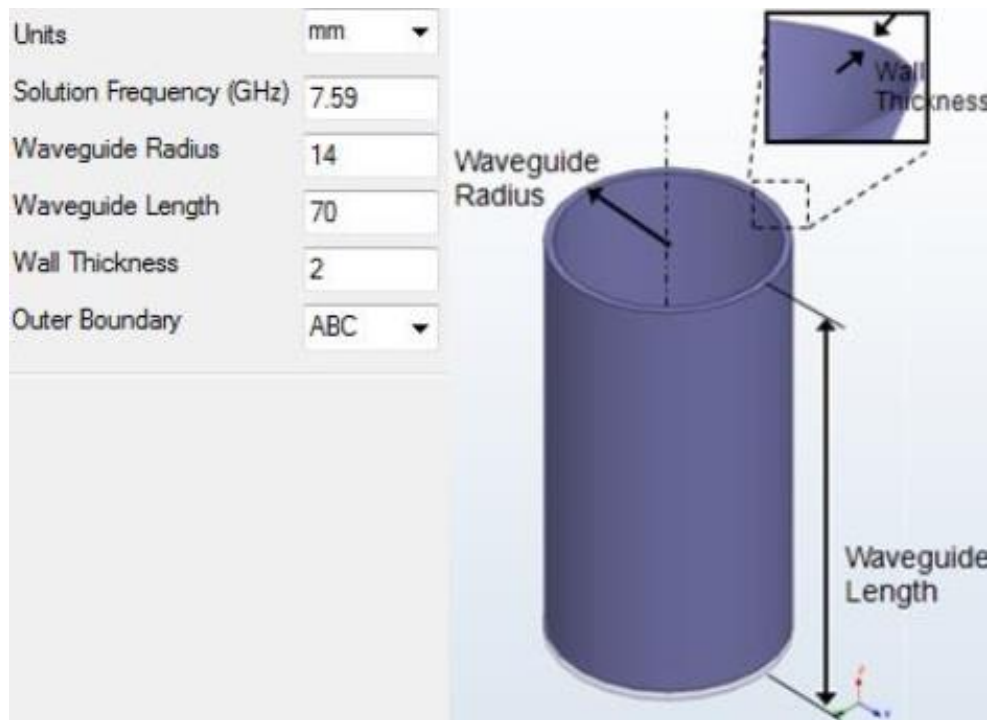 Units mm
Solution Frequency (GHz) 7.59
Waveguide Radius 14
Waveguide Length 70
Wall Thickness 2
Outer Boundary ABC
Wall
Thickness
Waveguide
Radius
Waveguide
Length